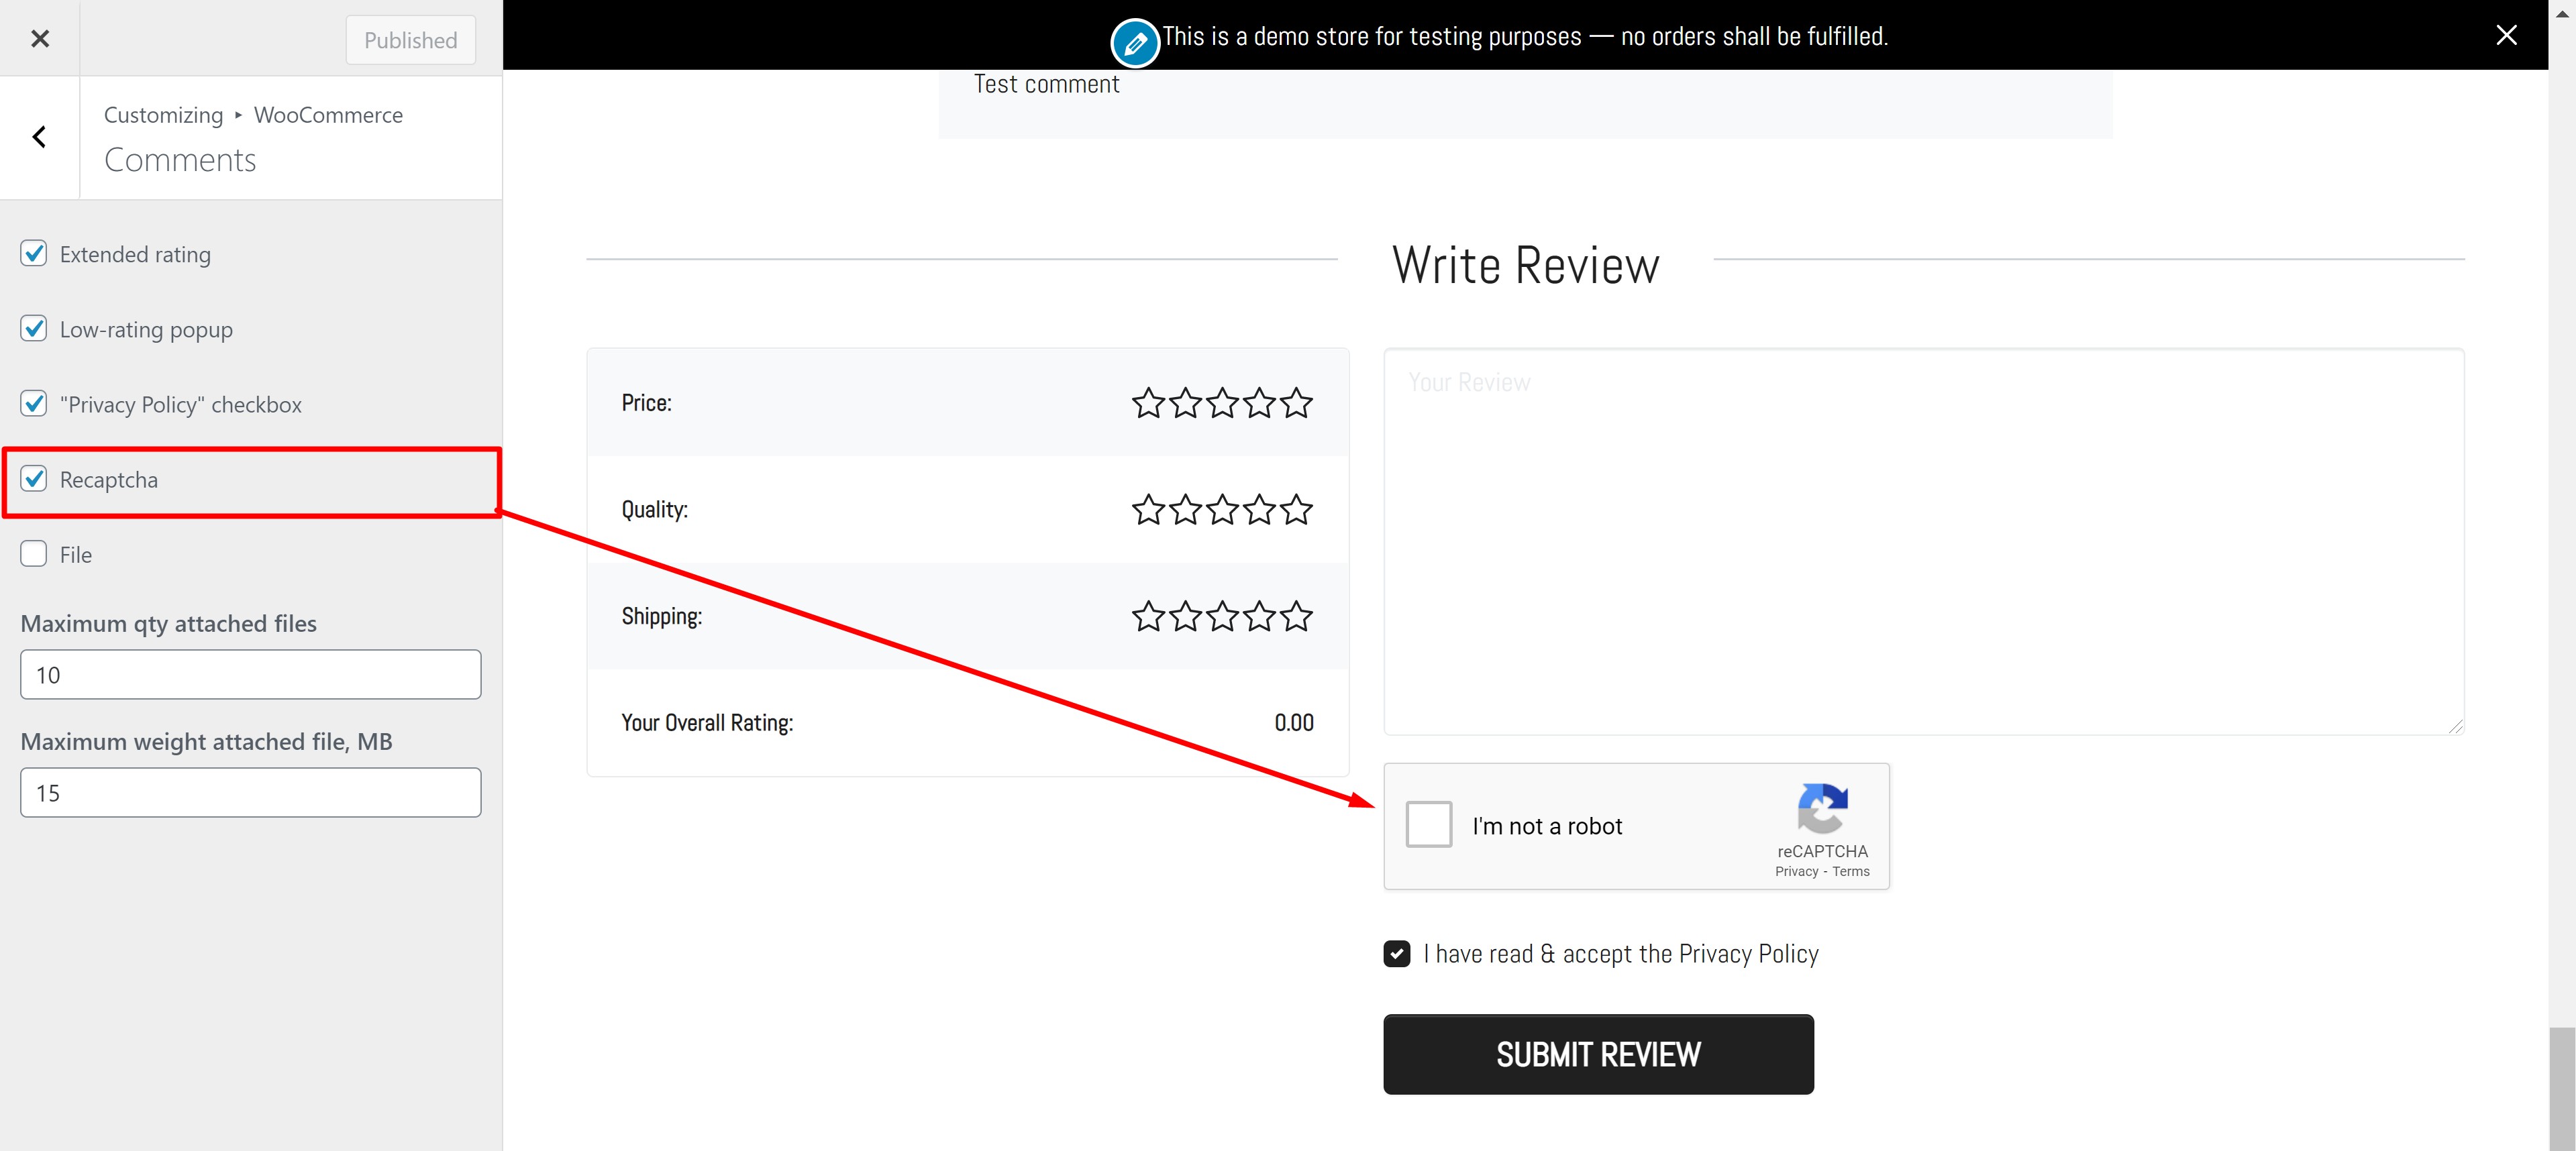 Published
Customizing ▸ WooCommerce
Comments
Extended rating
Low-rating popup
"Privacy Policy" checkbox
Recaptcha
File
Maximum qty attached files
10
Maximum weight attached file, MB
15
This is a demo store for testing purposes — no orders shall be fulfilled.
Test comment
Write Review
Price:
Quality:
Shipping:
Your Overall Rating: 0.00
Your Review
I'm not a robot
reCAPTCHA
Privacy - Terms
I have read & accept the Privacy Policy
SUBMIT REVIEW